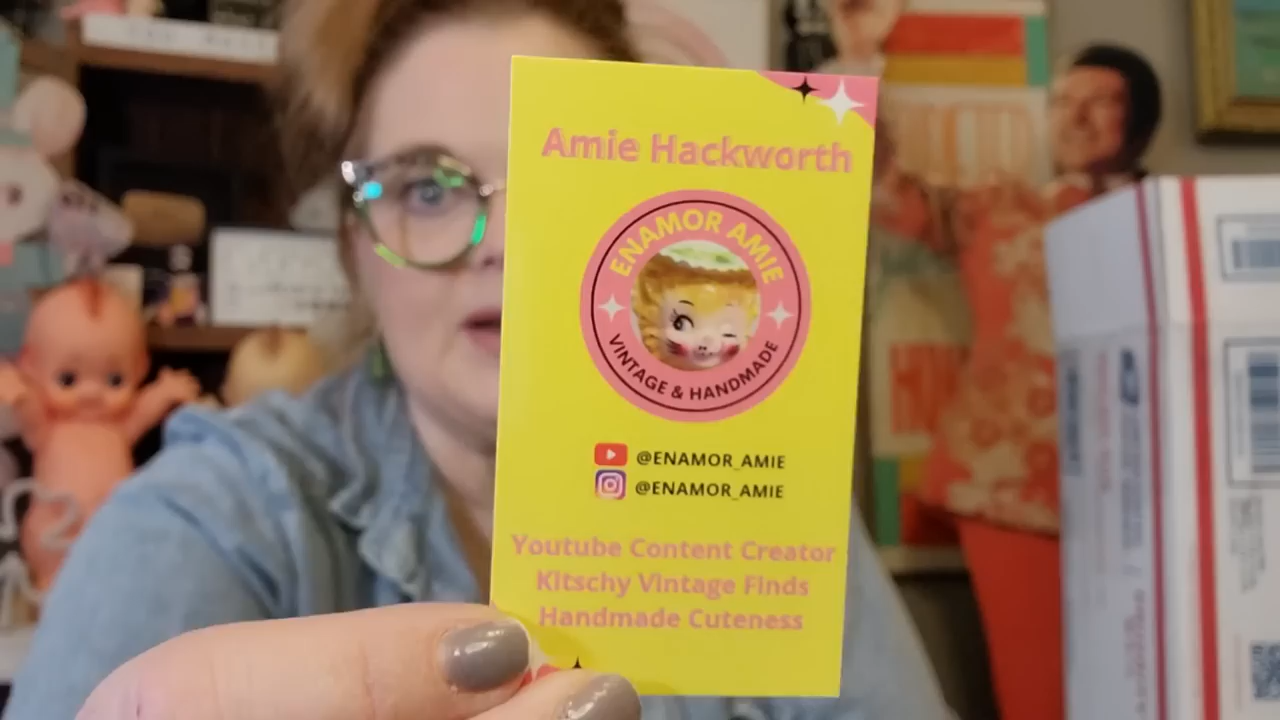 Amie Hackworth
ENAMOR AMIE
VINTAGE & HANDMADE
@ENAMOR_AMIE
@ENAMOR_AMIE
Youtube Content Creator
Kitschy Vintage Finds
Handmade Cuteness